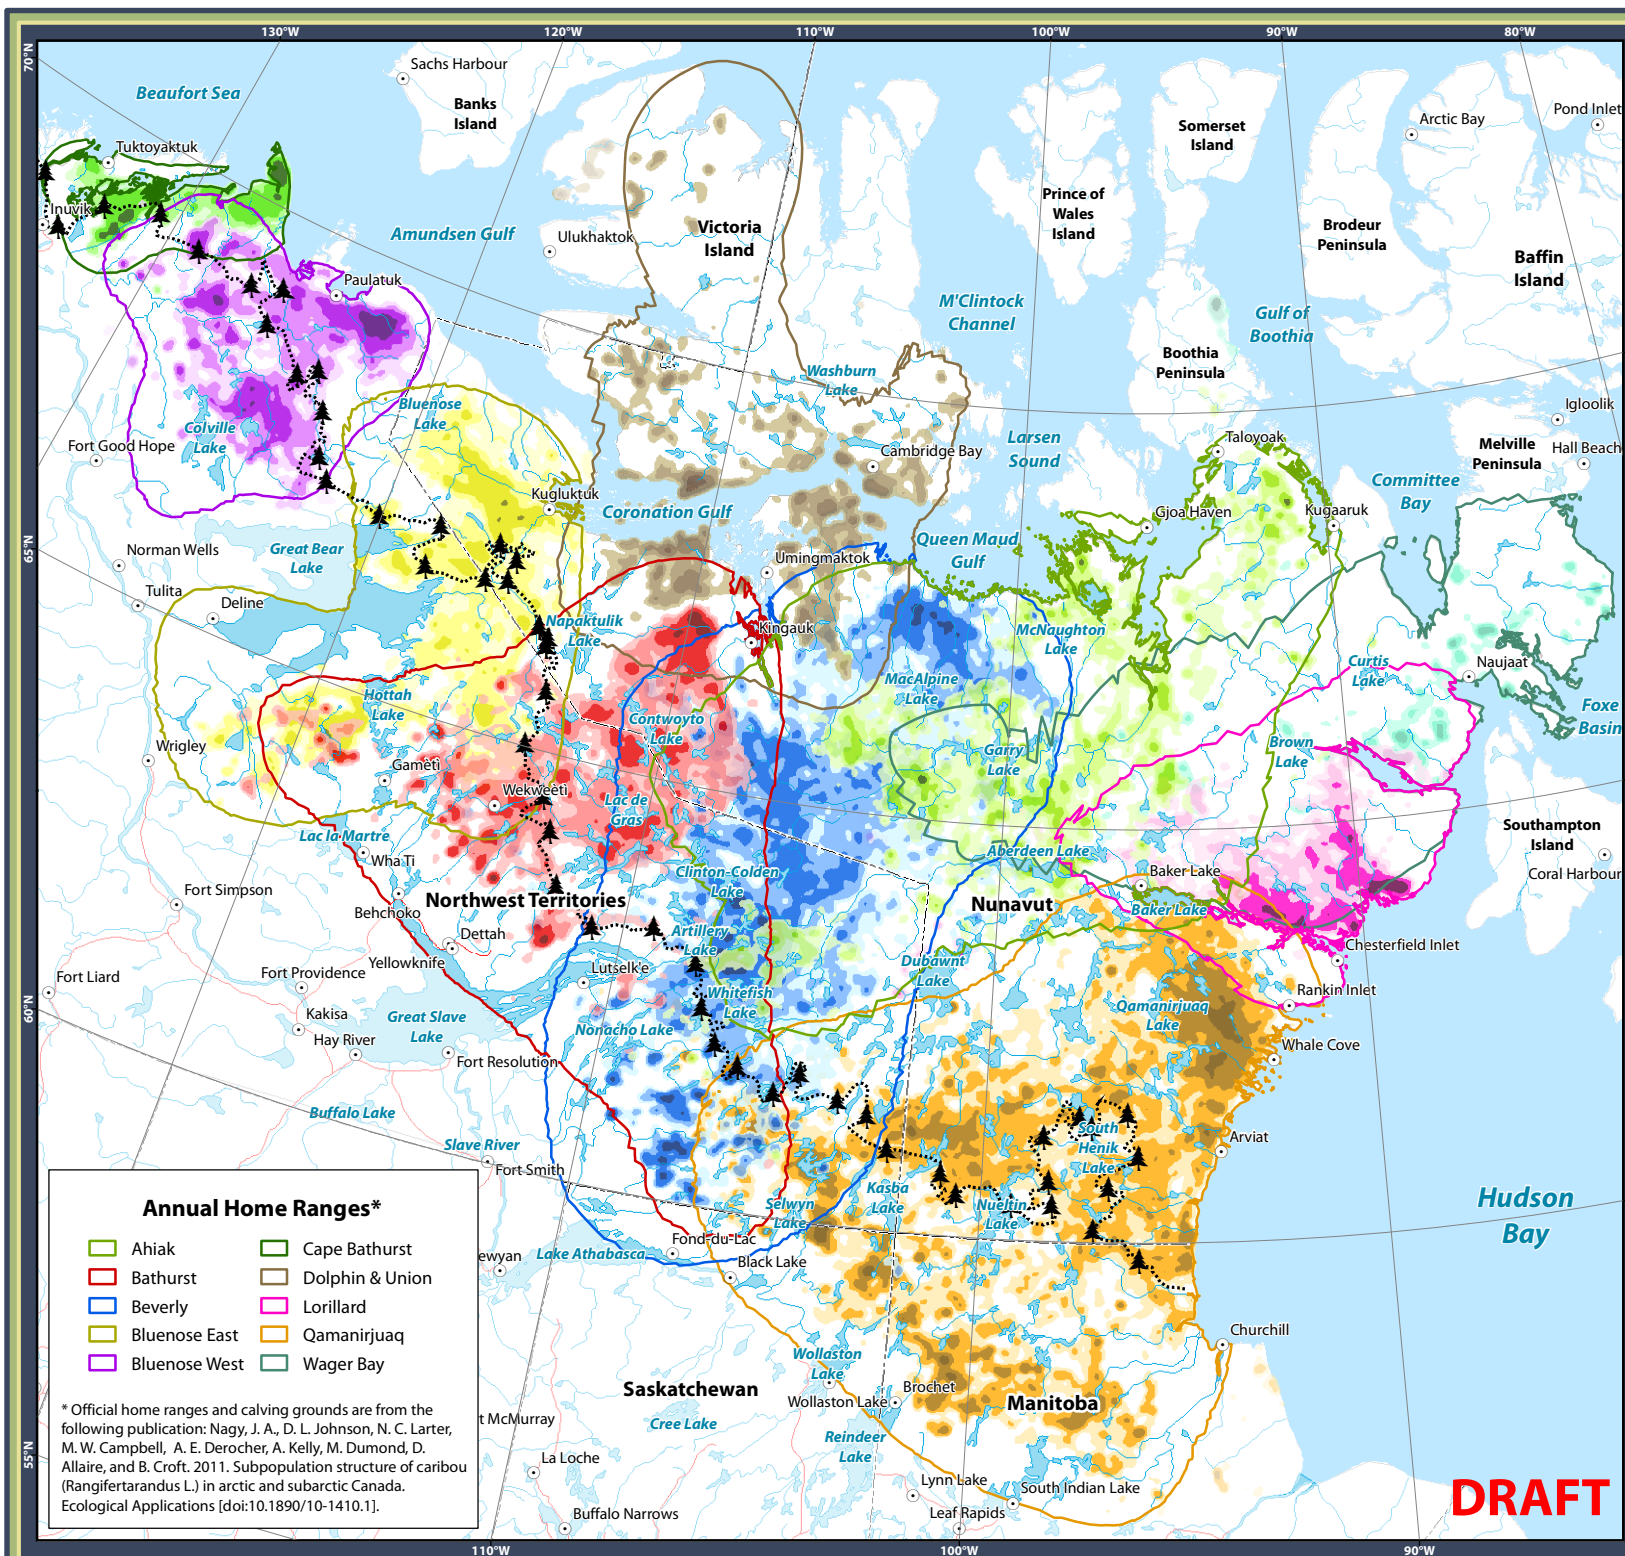 130°W
120°W
110°W
100°W
90°W
80°W
70°N
65°N
60°N
55°N
110°W
100°W
90°W
Beaufort Sea
Sachs Harbour
Banks
Island
Tuktoyaktuk
Inuvik
Amundsen Gulf
Ulukhaktok
Victoria
Island
Prince of
Wales
Island
Somerset
Island
Arctic Bay
Pond Inlet
Brodeur
Peninsula
Baffin
Island
Paulatuk
M'Clintock
Channel
Gulf of
Boothia
Boothia
Peninsula
Washburn
Lake
Bluenose
Lake
Colville
Lake
Fort Good Hope
Cambridge Bay
Larsen
Sound
Taloyoak
Igloolik
Melville
Peninsula
Hall Beach
Committee
Bay
Kugluktuk
Coronation Gulf
Gjoa Haven
Kugaaruk
Norman Wells
Great Bear
Lake
Umingmaktok
Queen Maud
Gulf
Tulita
Deline
Napaktulik
Lake
Kingauk
McNaughton
Lake
Curtis
Lake
Naujaat
Hottah
Lake
MacAlpine
Lake
Foxe
Basin
Contwoyto
Lake
Wrigley
Gamètì
Garry
Lake
Brown
Lake
Wekweètì
Lac de
Gras
Lac la Martre
Wha Ti
Aberdeen Lake
Southampton
Island
Coral Harbour
Fort Simpson
Clinton-Colden
Lake
Baker Lake
Northwest Territories
Nunavut
Behchoko
Baker Lake
Dettah
Artillery
Lake
Chesterfield Inlet
Yellowknife
Fort Liard
Fort Providence
Lutselk'e
Dubawnt
Lake
Whitefish
Lake
Rankin Inlet
Kakisa
Great Slave
Lake
Nonacho Lake
Qamanirjuaq
Lake
Hay River
Whale Cove
Fort Resolution
Buffalo Lake
Slave River
South
Henik
Lake
Arviat
Fort Smith
Kasba
Lake
Selwyn
Lake
Nueltin
Lake
Hudson
Bay
ewyan
Lake Athabasca
Fond-du-Lac
Black Lake
Churchill
Wollaston
Lake
Saskatchewan
Brochet
Wollaston Lake
Manitoba
t McMurray
Cree Lake
Reindeer
Lake
La Loche
Lynn Lake
South Indian Lake
Buffalo Narrows
Leaf Rapids
Annual Home Ranges*
Ahiak
Bathurst
Beverly
Bluenose East
Bluenose West
Cape Bathurst
Dolphin & Union
Lorillard
Qamanirjuaq
Wager Bay
* Official home ranges and calving grounds are from the
following publication: Nagy, J. A., D. L. Johnson, N. C. Larter,
M. W. Campbell, A. E. Derocher, A. Kelly, M. Dumond, D.
Allaire, and B. Croft. 2011. Subpopulation structure of caribou
(Rangifertarandus L.) in arctic and subarctic Canada.
Ecological Applications [doi:10.1890/10-1410.1].
DRAFT